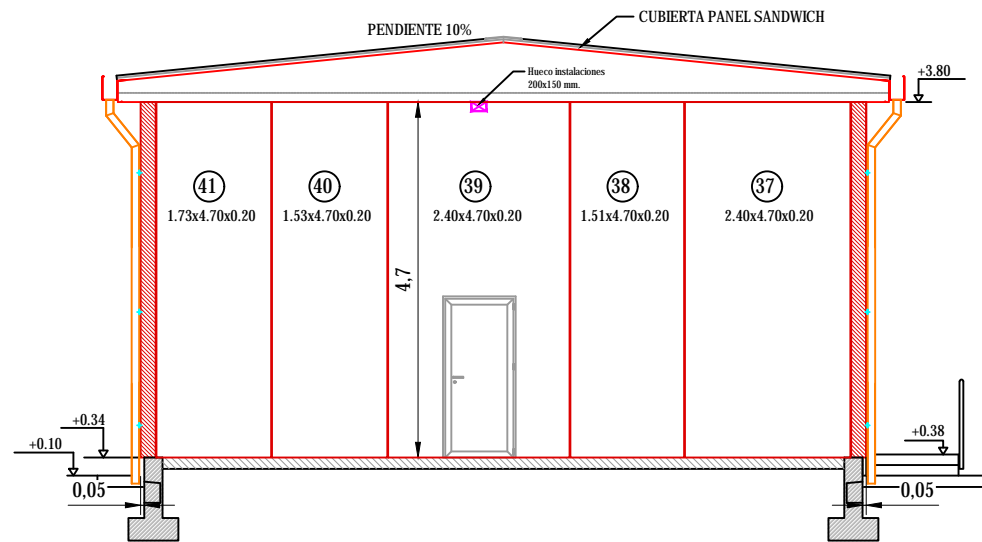 CUBIERTA PANEL SANDWICH
PENDIENTE 10%
Hueco instalaciones
200x150 mm.
+3.80
41
1.73x4.70x0.20
40
1.53x4.70x0.20
39
2.40x4.70x0.20
38
1.51x4.70x0.20
37
2.40x4.70x0.20
4,7
+0.34
+0.10
+0.38
0,05
0,05